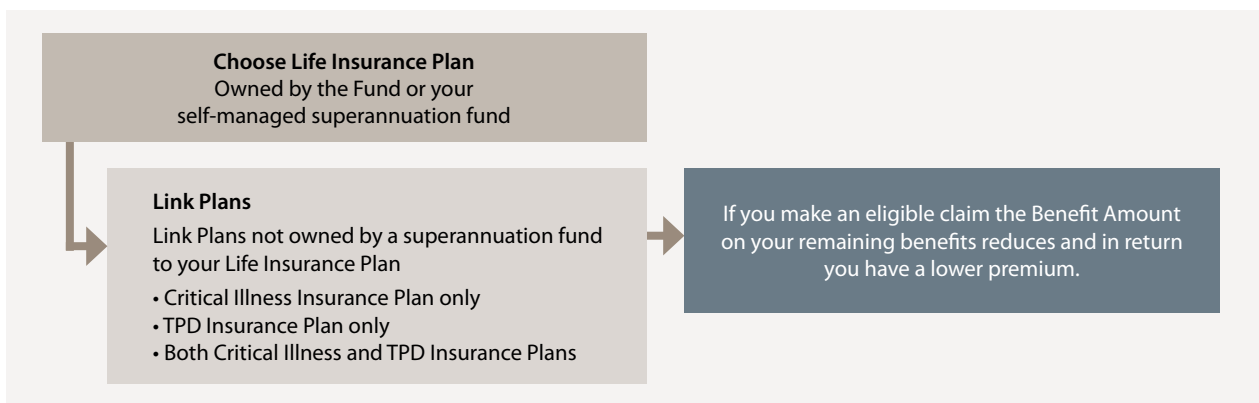 Choose Life Insurance Plan
Owned by the Fund or your
self-managed superannuation fund
Link Plans
Link Plans not owned by a superannuation fund
to your Life Insurance Plan
• Critical Illness Insurance Plan only
• TPD Insurance Plan only
• Both Critical Illness and TPD Insurance Plans
If you make an eligible claim the Benefit Amount
on your remaining benefits reduces and in return
you have a lower premium.